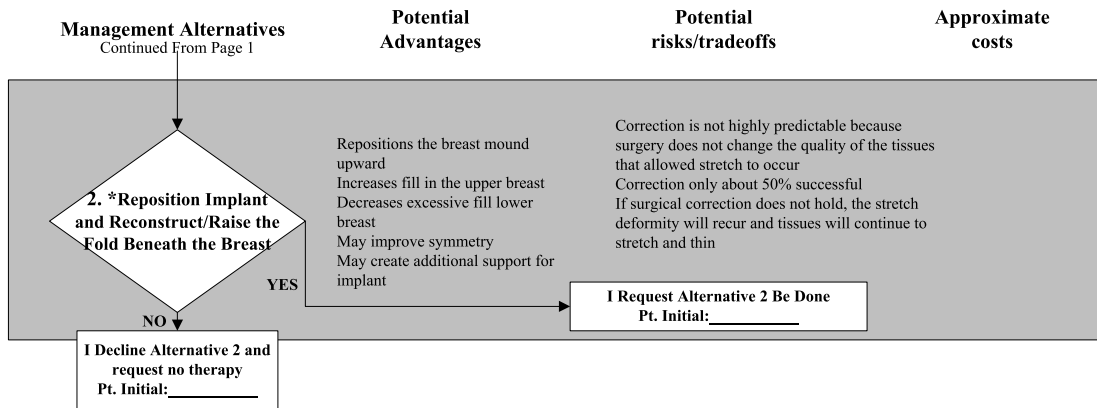 Management Alternatives
Continued From Page 1
Potential
Advantages
Potential
risks/tradeoffs
Approximate
costs
2. *Reposition Implant
and Reconstruct/Raise the
Fold Beneath the Breast
Repositions the breast mound
upward
Increases fill in the upper breast
Decreases excessive fill lower
breast
May improve symmetry
May create additional support for
implant
Correction is not highly predictable because
surgery does not change the quality of the tissues
that allowed stretch to occur
Correction only about 50% successful
If surgical correction does not hold, the stretch
deformity will recur and tissues will continue to
stretch and thin
YES
I Request Alternative 2 Be Done
Pt. Initial:___________
NO
I Decline Alternative 2 and
request no therapy
Pt. Initial:___________